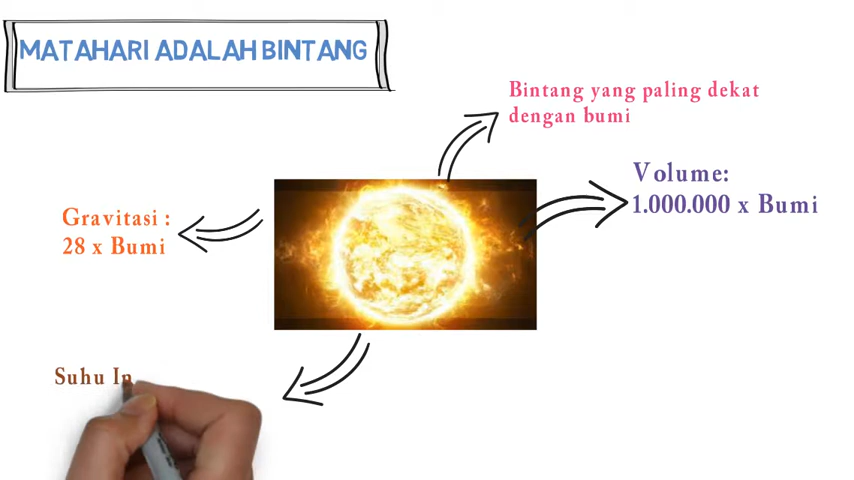 MATAHARI ADALAH BINTANG
Bintang yang paling dekat
dengan bumi
Volume:
1.000.000 x Bumi
Gravitasi :
28 x Bumi
Suhu In